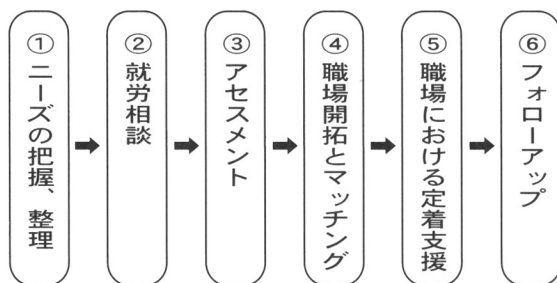 ①ニーズの把握、整理
②就労相談
③アセスメント
④職場開拓とマッチング
⑤職場における定着支援
⑥フォローアップ